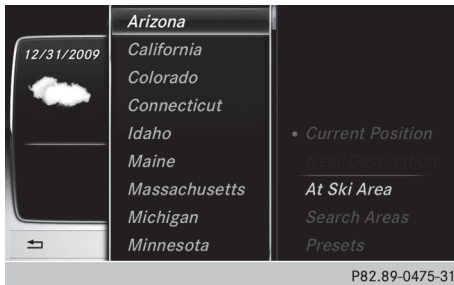 12/31/2009
Arizona
California
Colorado
Connecticut
Idaho
Maine
Massachusetts
Michigan
Minnesota
• Current Position
Near Destination
At Ski Area
Search Areas
Presets
P82.89-0475-31